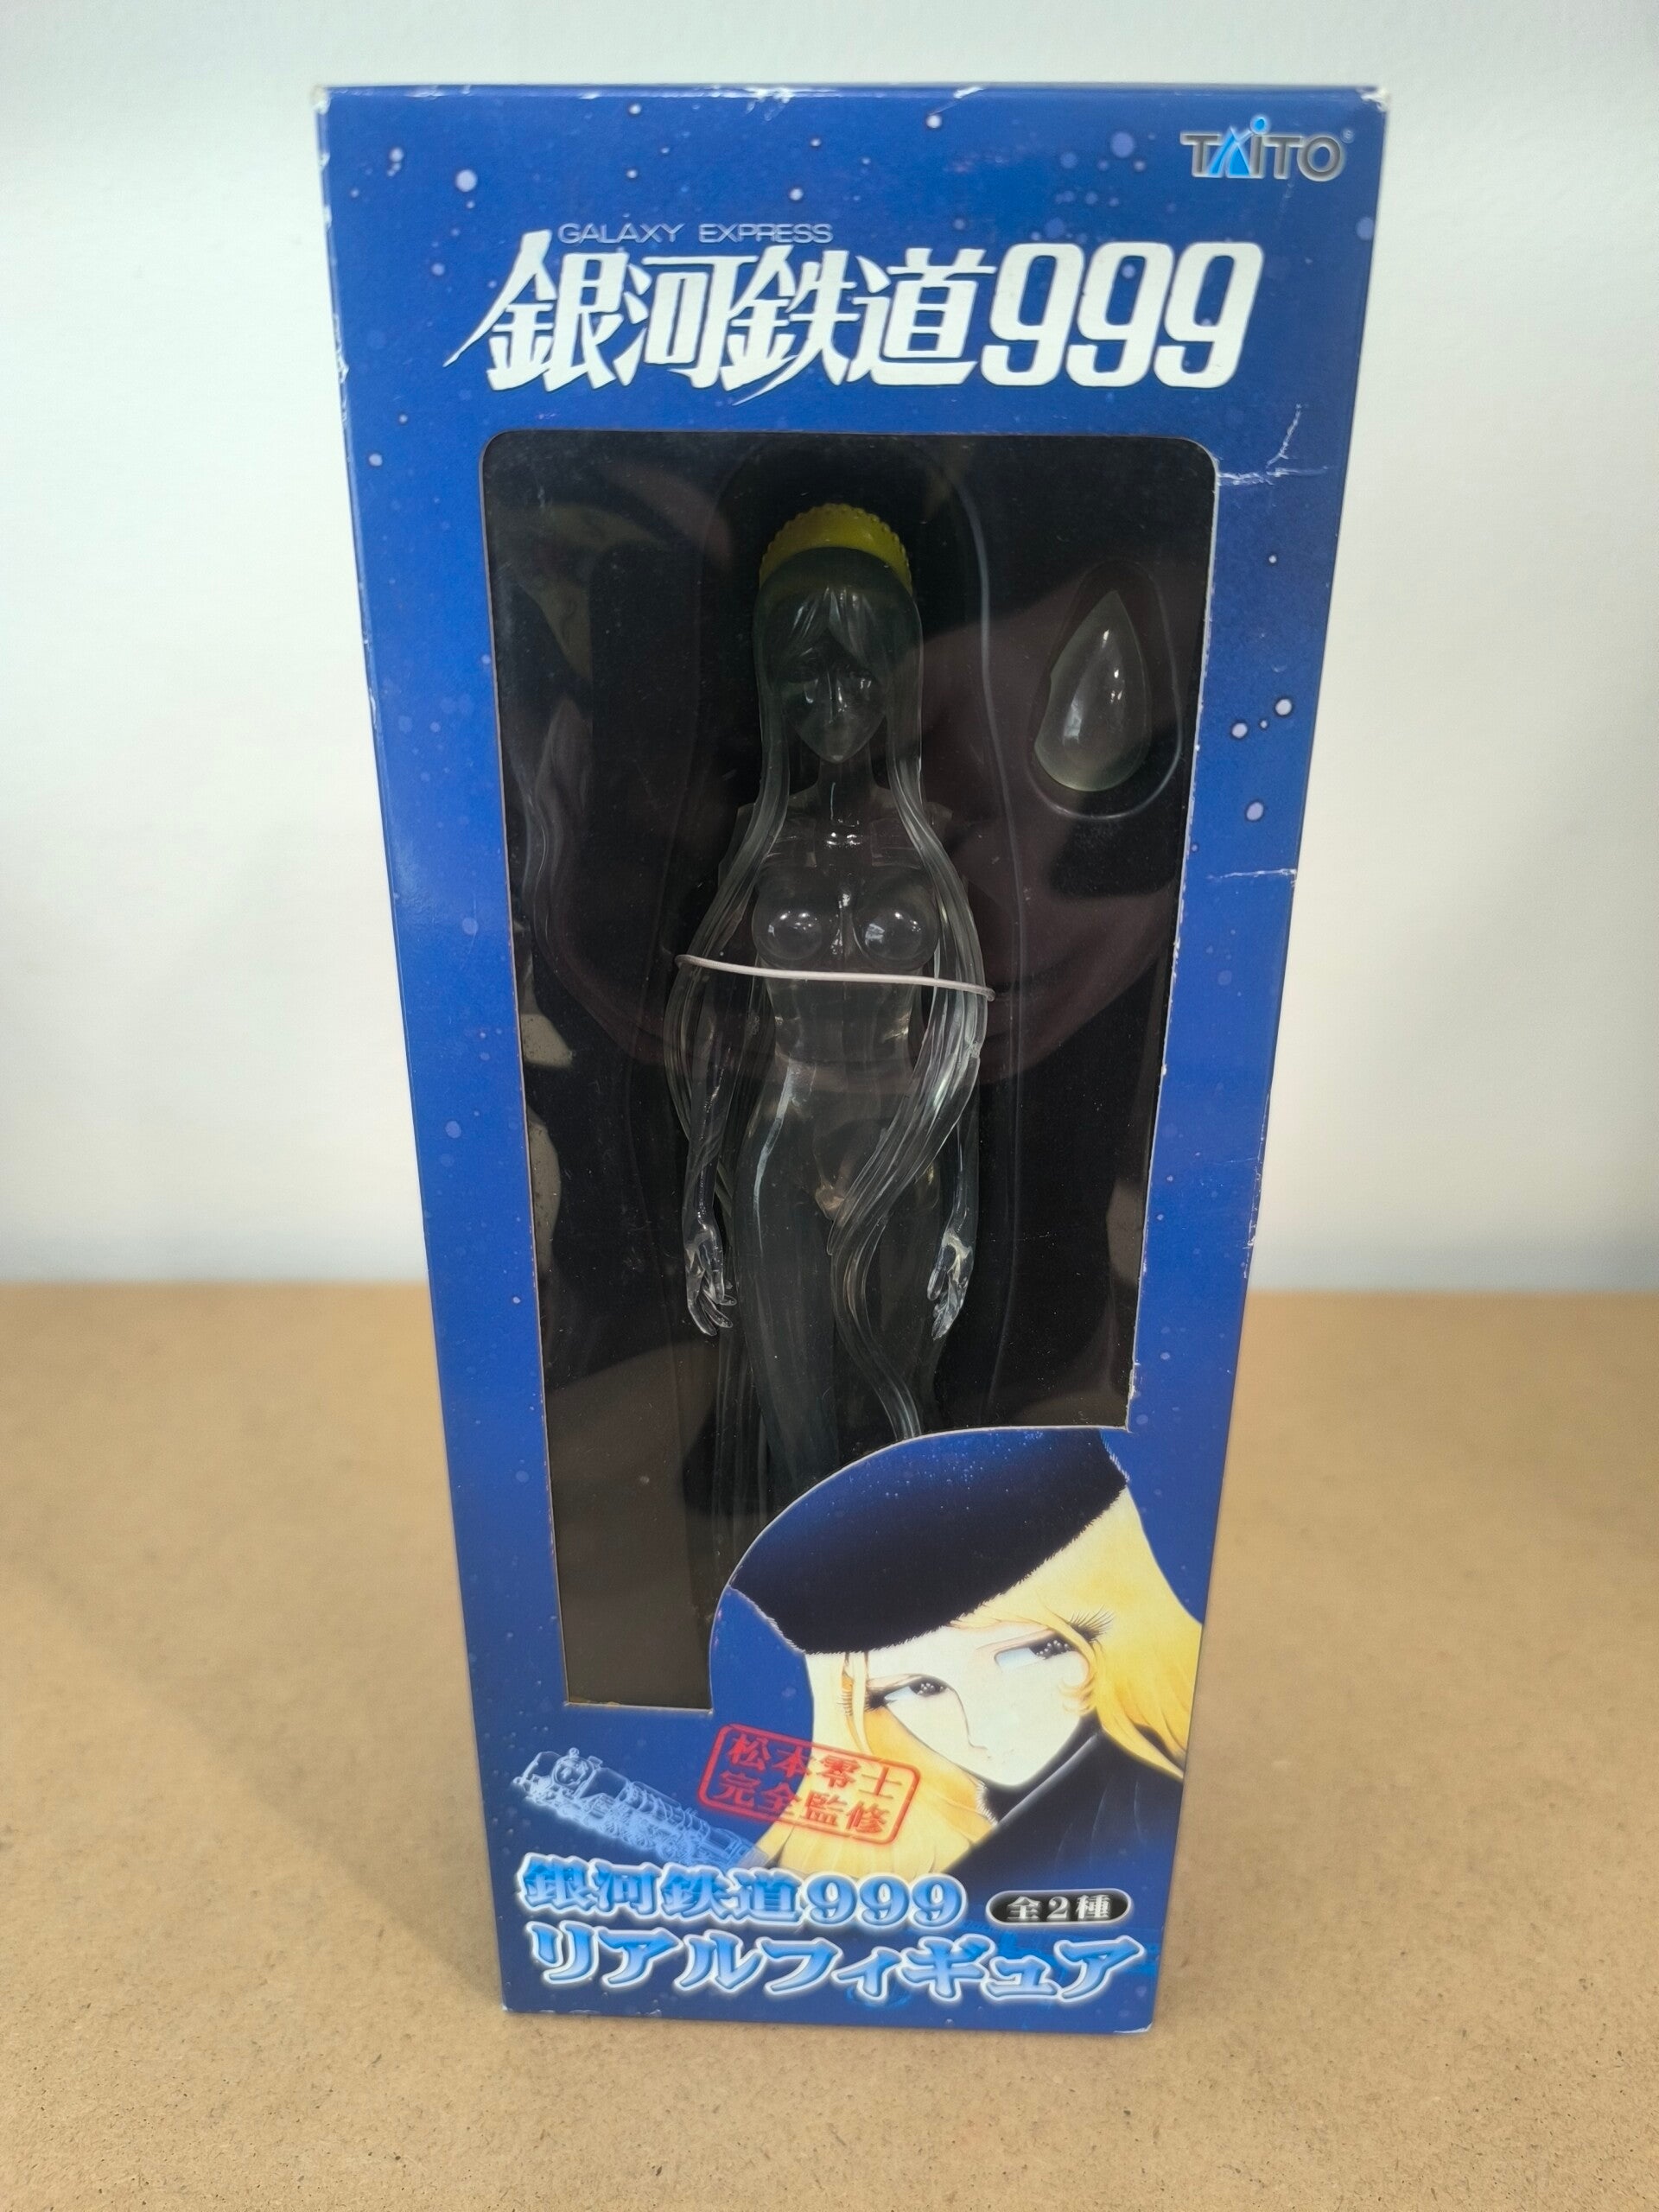 TAITO
GALAXY EXPRESS
銀河鉄道999
松本零士
完全監修
銀河鉄道999
全2種
リアルフィギュア